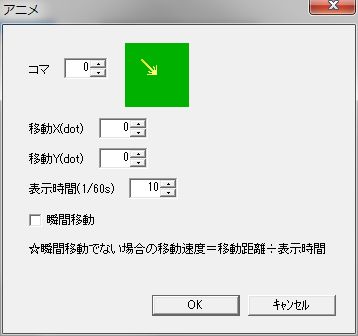 アニメ
コマ 0
移動X(dot) 0
移動Y(dot) 0
表示時間(1/60s) 10
瞬間移動
☆瞬間移動でない場合の移動速度＝移動距離÷表示時間
OK キャンセル